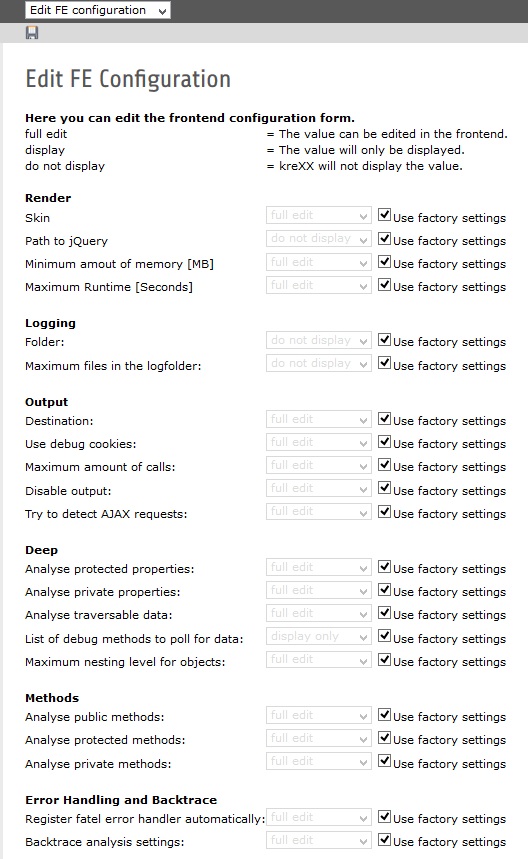 Edit FE configuration
Edit FE Configuration
Here you can edit the frontend configuration form.
full edit = The value can be edited in the frontend.
display = The value will only be displayed.
do not display = kreXX will not display the value.
Render
Skin full edit Use factory settings
Path to jQuery do not display Use factory settings
Minimum amout of memory [MB] full edit Use factory settings
Maximum Runtime [Seconds] full edit Use factory settings
Logging
Folder: do not display Use factory settings
Maximum files in the logfolder: do not display Use factory settings
Output
Destination: full edit Use factory settings
Use debug cookies: full edit Use factory settings
Maximum amount of calls: full edit Use factory settings
Disable output: full edit Use factory settings
Try to detect AJAX requests: full edit Use factory settings
Deep
Analyse protected properties: full edit Use factory settings
Analyse private properties: full edit Use factory settings
Analyse traversable data: full edit Use factory settings
List of debug methods to poll for data: display only Use factory settings
Maximum nesting level for objects: full edit Use factory settings
Methods
Analyse public methods: full edit Use factory settings
Analyse protected methods: full edit Use factory settings
Analyse private methods: full edit Use factory settings
Error Handling and Backtrace
Register fatel error handler automatically: full edit Use factory settings
Backtrace analysis settings: full edit Use factory settings